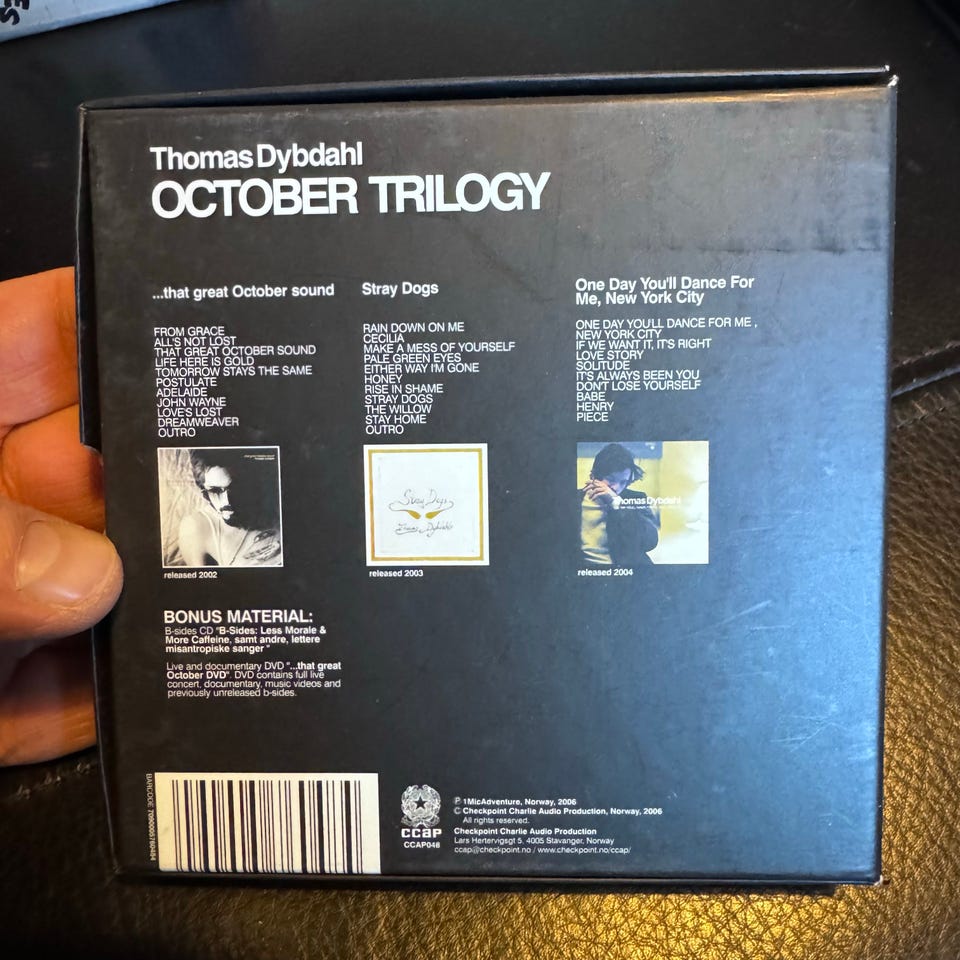 Thomas Dybdahl
OCTOBER TRILOGY
...that great October sound
FROM GRACE
ALL'S NOT LOST
THAT GREAT OCTOBER SOUND
LIFE HERE IS GOLD
TOMORROW STAYS THE SAME
POSTULATE
ADELAIDE
JOHN WAYNE
LOVE'S LOST
DREAMWEAVER
OUTRO
released 2002
Stray Dogs
RAIN DOWN ON ME
CECILIA
MAKE A MESS OF YOURSELF
PALE GREEN EYES
EITHER WAY I'M GONE
HONEY
RISE IN SHAME
STRAY DOGS
THE WILLOW
STAY HOME
OUTRO
Stray Dogs
Thomas Dybdahl
released 2003
One Day You'll Dance For
Me, New York City
ONE DAY YOU'LL DANCE FOR ME ,
NEW YORK CITY
IF WE WANT IT, IT'S RIGHT
LOVE STORY
SOLITUDE
IT'S ALWAYS BEEN YOU
DON'T LOSE YOURSELF
BABE
HENRY
PIECE
Thomas Dybdahl
released 2004
BONUS MATERIAL:
B-sides CD "B-Sides: Less Morale &
More Caffeine, samt andre, lettere
misantropiske sanger "
Live and documentary DVD "...that great
October DVD". DVD contains full live
concert, documentary, music videos and
previously unreleased b-sides.
BARCODE: 7090005760484
CCAP
CCAP048
℗ 1MicAdventure, Norway, 2006
© Checkpoint Charlie Audio Production, Norway, 2006
All rights reserved.
Checkpoint Charlie Audio Production
Lars Hertervigsgt 5, 4005 Stavanger, Norway
ccap@checkpoint.no / www.checkpoint.no/ccap/